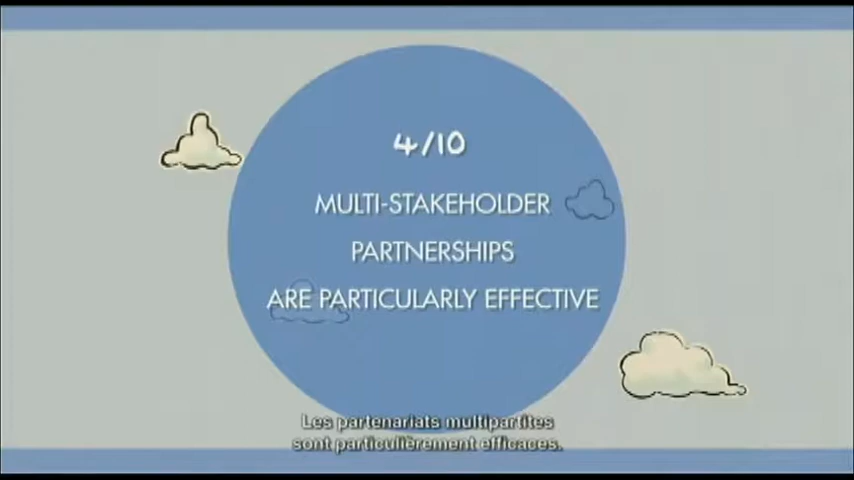 4/10
MULTI-STAKEHOLDER
PARTNERSHIPS
ARE PARTICULARLY EFFECTIVE
Les partenariats multipartites
sont particulièrement efficaces.